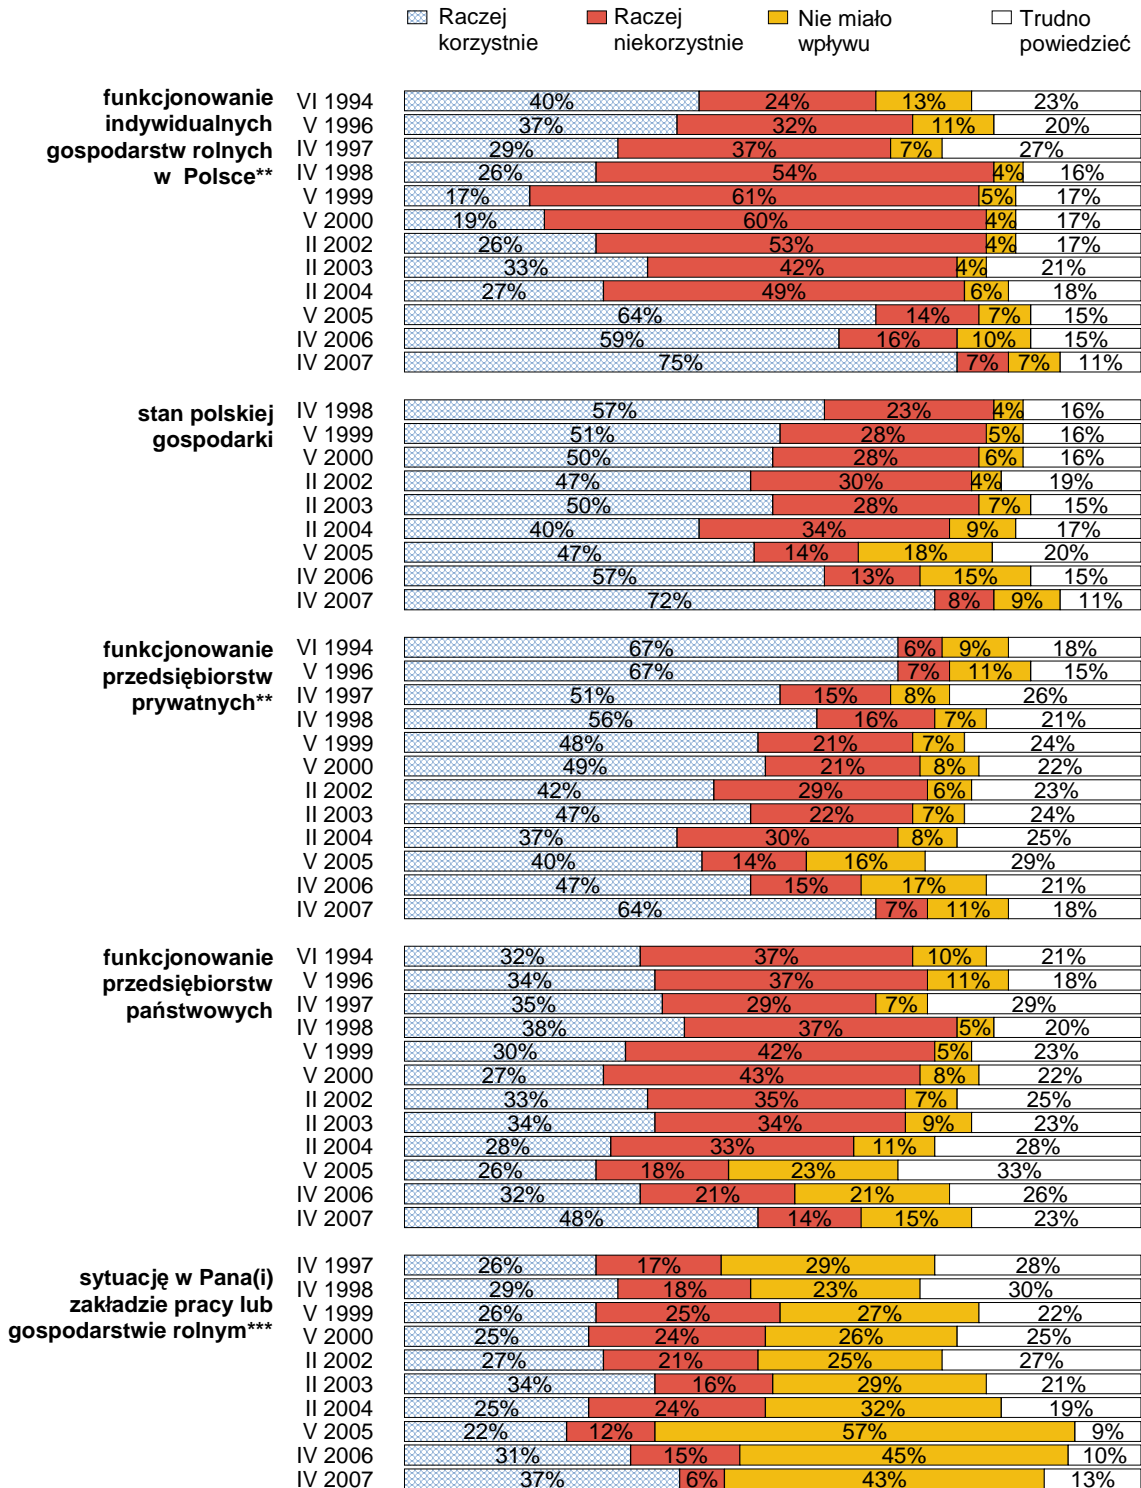 Raczej korzystnie
Raczej niekorzystnie
Nie miało wpływu
Trudno powiedzieć
funkcjonowanie
indywidualnych
gospodarstw rolnych
w Polsce**
VI 1994 40% 24% 13% 23%
V 1996 37% 32% 11% 20%
IV 1997 29% 37% 7% 27%
IV 1998 26% 54% 4% 16%
V 1999 17% 61% 5% 17%
V 2000 19% 60% 4% 17%
II 2002 26% 53% 4% 17%
II 2003 33% 42% 4% 21%
II 2004 27% 49% 6% 18%
V 2005 64% 14% 7% 15%
IV 2006 59% 16% 10% 15%
IV 2007 75% 7% 7% 11%
stan polskiej
gospodarki
IV 1998 57% 23% 4% 16%
V 1999 51% 28% 5% 16%
V 2000 50% 28% 6% 16%
II 2002 47% 30% 4% 19%
II 2003 50% 28% 7% 15%
II 2004 40% 34% 9% 17%
V 2005 47% 14% 18% 20%
IV 2006 57% 13% 15% 15%
IV 2007 72% 8% 9% 11%
funkcjonowanie
przedsiębiorstw
prywatnych**
VI 1994 67% 6% 9% 18%
V 1996 67% 7% 11% 15%
IV 1997 51% 15% 8% 26%
IV 1998 56% 16% 7% 21%
V 1999 48% 21% 7% 24%
V 2000 49% 21% 8% 22%
II 2002 42% 29% 6% 23%
II 2003 47% 22% 7% 24%
II 2004 37% 30% 8% 25%
V 2005 40% 14% 16% 29%
IV 2006 47% 15% 17% 21%
IV 2007 64% 7% 11% 18%
funkcjonowanie
przedsiębiorstw
państwowych
VI 1994 32% 37% 10% 21%
V 1996 34% 37% 11% 18%
IV 1997 35% 29% 7% 29%
IV 1998 38% 37% 5% 20%
V 1999 30% 42% 5% 23%
V 2000 27% 43% 8% 22%
II 2002 33% 35% 7% 25%
II 2003 34% 34% 9% 23%
II 2004 28% 33% 11% 28%
V 2005 26% 18% 23% 33%
IV 2006 32% 21% 21% 26%
IV 2007 48% 14% 15% 23%
sytuację w Pana(i)
zakładzie pracy lub
gospodarstwie rolnym***
IV 1997 26% 17% 29% 28%
IV 1998 29% 18% 23% 30%
V 1999 26% 25% 27% 22%
V 2000 25% 24% 26% 25%
II 2002 27% 21% 25% 27%
II 2003 34% 16% 29% 21%
II 2004 25% 24% 32% 19%
V 2005 22% 12% 57% 9%
IV 2006 31% 15% 45% 10%
IV 2007 37% 6% 43% 13%